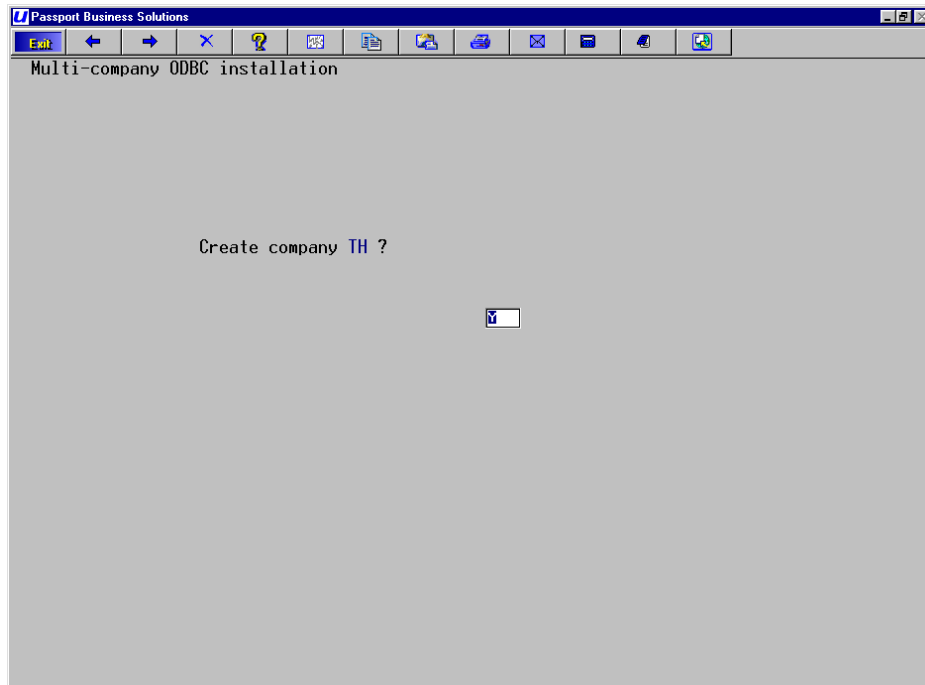 Passport Business Solutions
Exit
Multi-company ODBC installation
Create company TH ?
Y